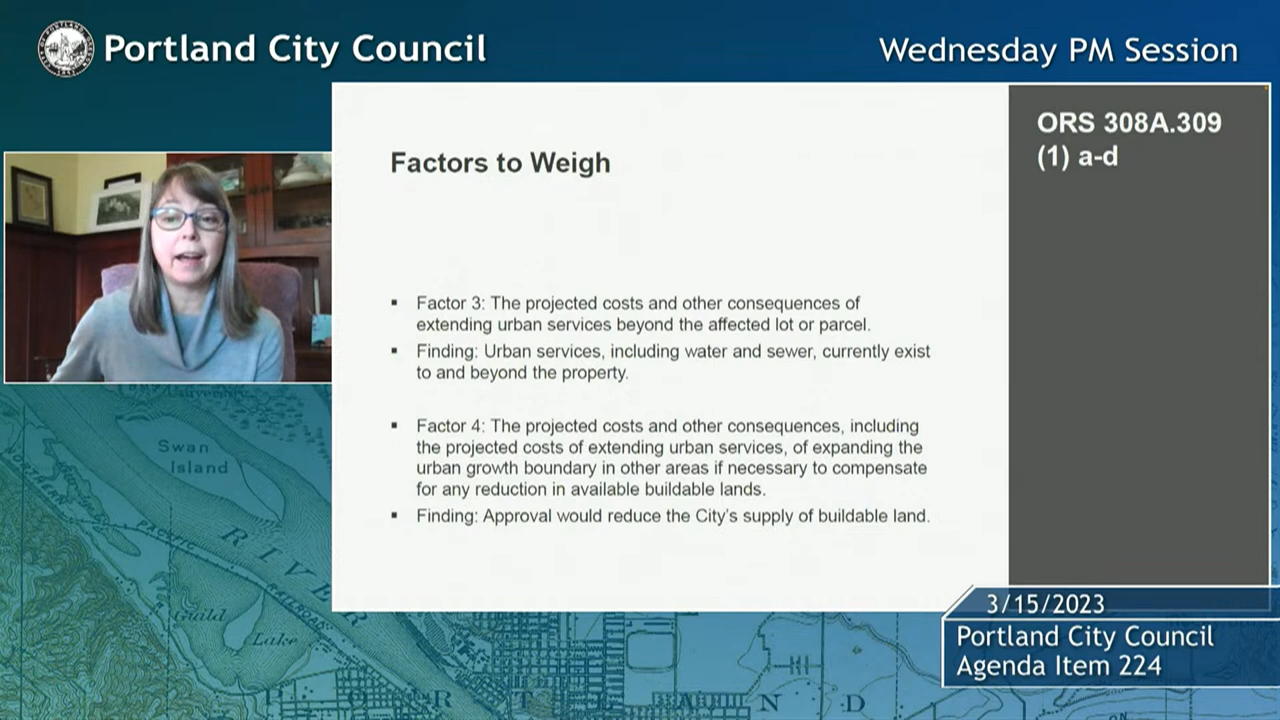 Portland City Council
Wednesday PM Session
ORS 308A.309
(1) a-d
Factors to Weigh
▪ Factor 3: The projected costs and other consequences of
extending urban services beyond the affected lot or parcel.
▪ Finding: Urban services, including water and sewer, currently exist
to and beyond the property.
▪ Factor 4: The projected costs and other consequences, including
the projected costs of extending urban services, of expanding the
urban growth boundary in other areas if necessary to compensate
for any reduction in available buildable lands.
▪ Finding: Approval would reduce the City's supply of buildable land.
University
Swan
Island
NORTHERN
PACIFIC
RAILROAD
RIVER
Guild
Lake
PORTLAND
3/15/2023
Portland City Council
Agenda Item 224